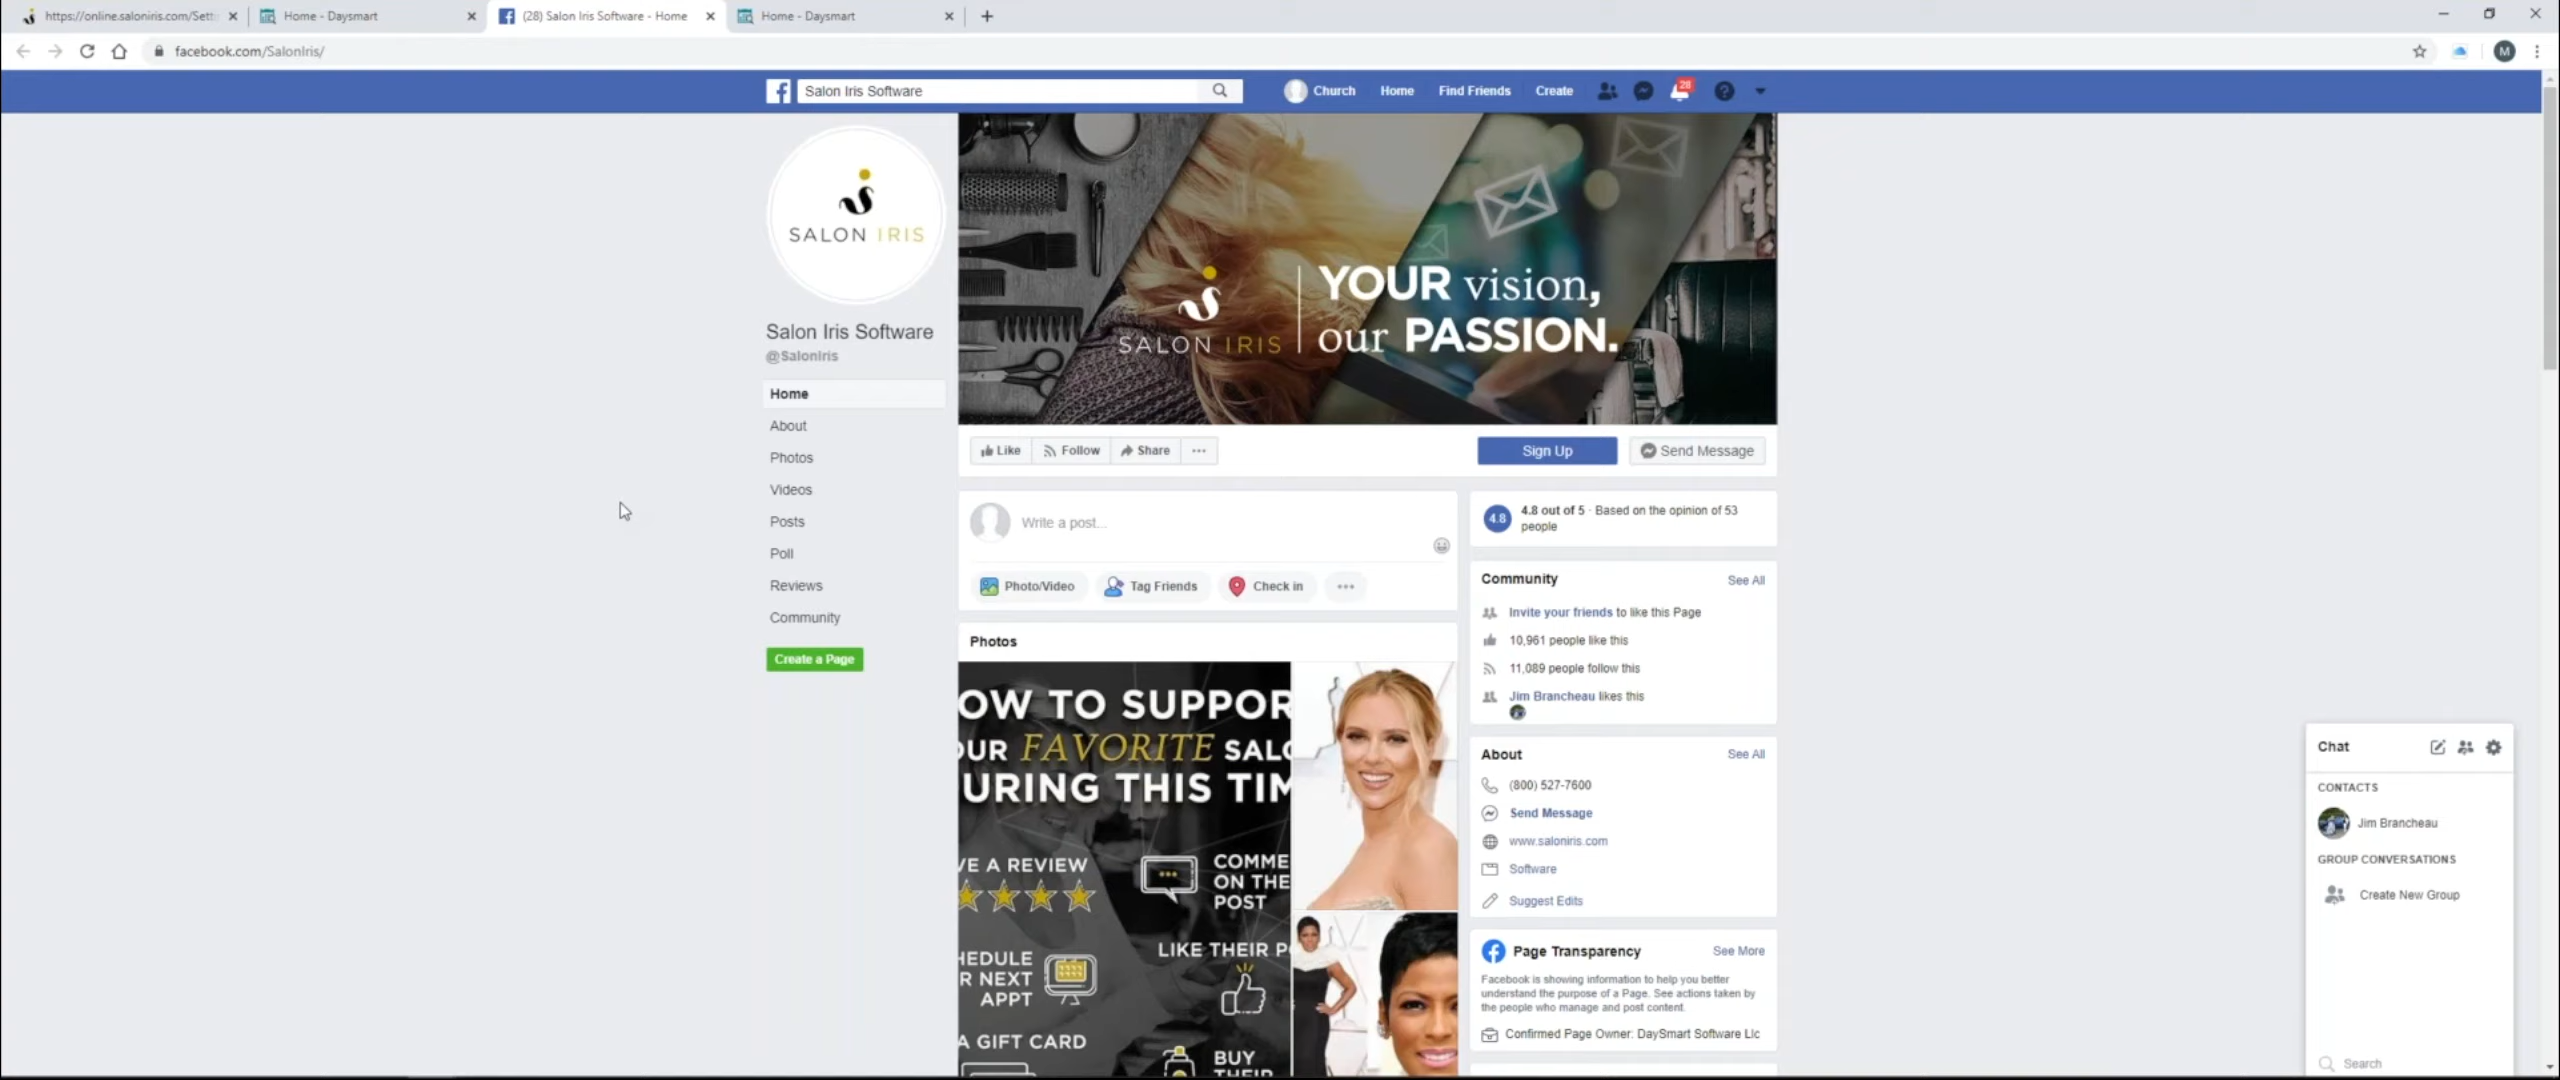 https://online.saloniris.com/Sett
Home - Daysmart
(28) Salon Iris Software - Home
Home - Daysmart
facebook.com/SalonIris/
M
Salon Iris Software
Church
Home
Find Friends
Create
28
SALON IRIS
Salon Iris Software
@SalonIris
Home
About
Photos
Videos
Posts
Poll
Reviews
Community
Create a Page
SALON IRIS
YOUR vision,
our PASSION.
Like
Follow
Share
Sign Up
Send Message
Write a post...
Photo/Video
Tag Friends
Check in
Photos
OW TO SUPPOR
OUR FAVORITE SALO
URING THIS TIM
VE A REVIEW
COMME
ON THE
POST
HEDULE
R NEXT
APPT
LIKE THEIR P
A GIFT CARD
BUY
THEIR
4.8
4.8 out of 5 · Based on the opinion of 53
people
Community
See All
Invite your friends to like this Page
10,961 people like this
11,089 people follow this
Jim Brancheau likes this
About
See All
(800) 527-7600
Send Message
www.saloniris.com
Software
Suggest Edits
Page Transparency
See More
Facebook is showing information to help you better
understand the purpose of a Page. See actions taken by
the people who manage and post content.
Confirmed Page Owner: DaySmart Software Llc
Chat
CONTACTS
Jim Brancheau
GROUP CONVERSATIONS
Create New Group
Search